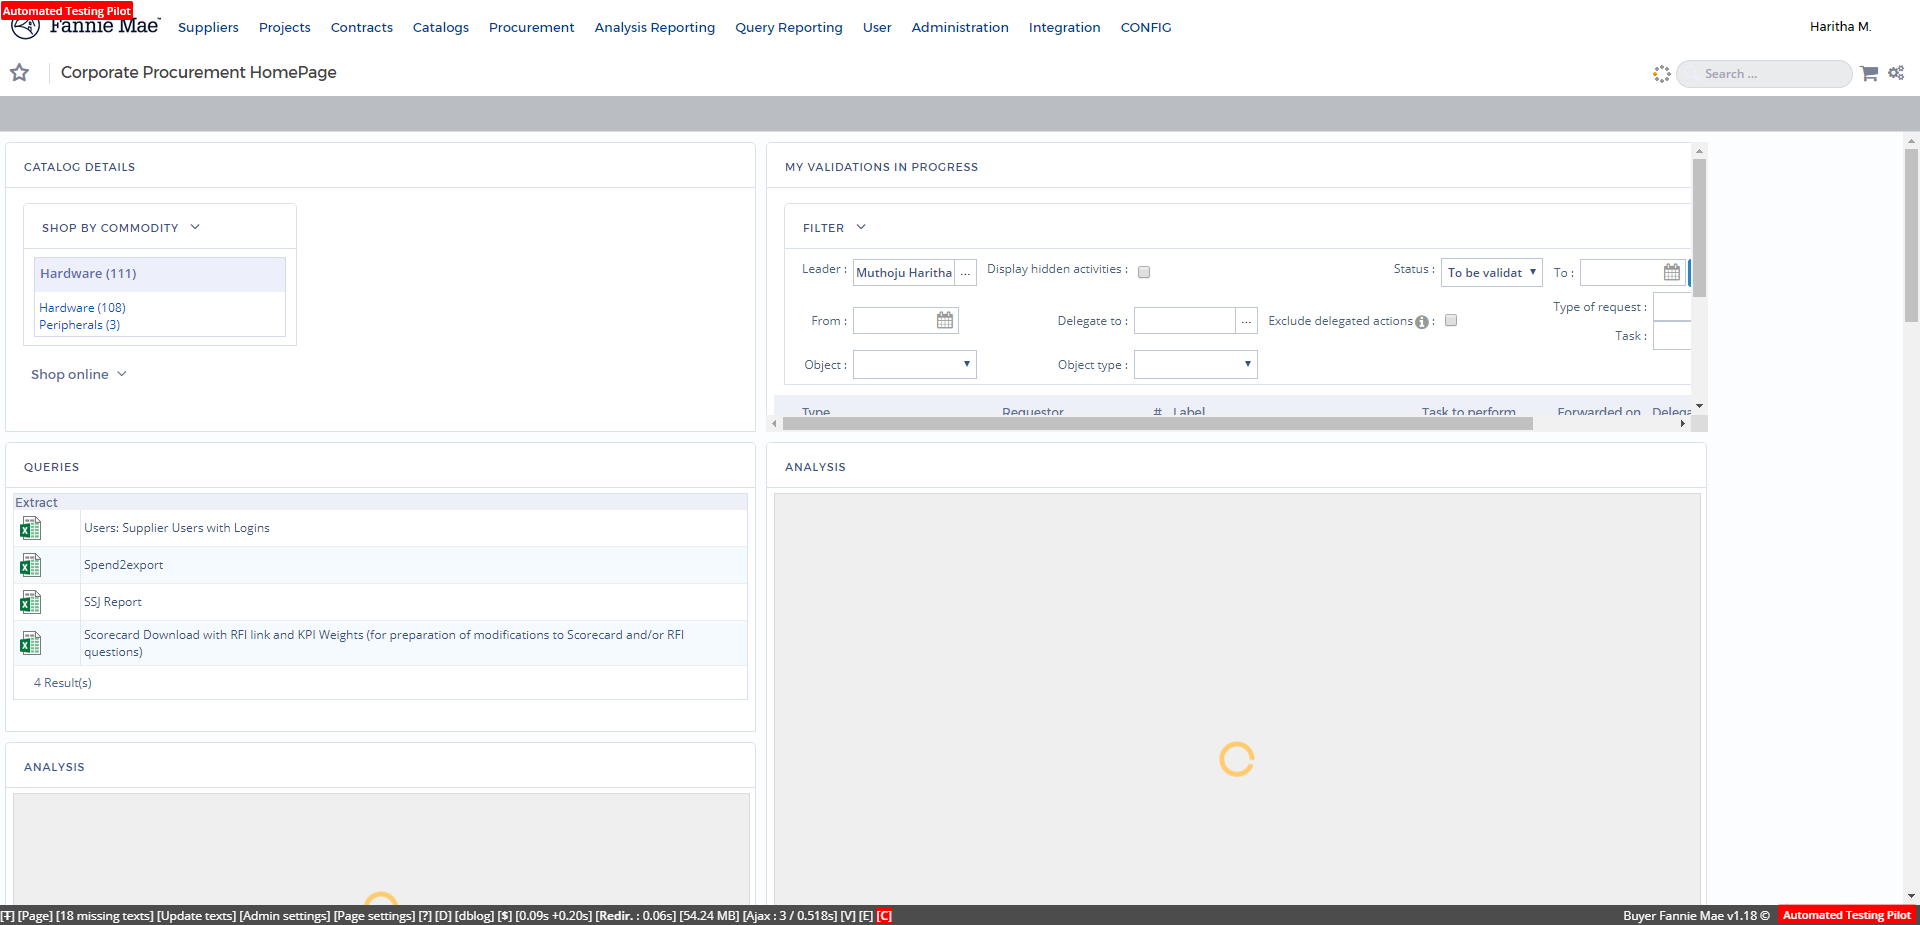 Automated Testing Pilot
Fannie Mae
Suppliers Projects Contracts Catalogs Procurement Analysis Reporting Query Reporting User Administration Integration CONFIG
Haritha M.
Corporate Procurement HomePage
Search ...
CATALOG DETAILS
SHOP BY COMMODITY
Hardware (111)
Hardware (108)
Peripherals (3)
Shop online
MY VALIDATIONS IN PROGRESS
FILTER
Leader : Muthoju Haritha ... Display hidden activities : Status : To be validat To :
From : Delegate to : ... Exclude delegated actions : Type of request :
Task :
Object : Object type :
Type Requestor # Label Task to perform Forwarded on Delega
QUERIES
Extract
Users: Supplier Users with Logins
Spend2export
SSJ Report
Scorecard Download with RFI link and KPI Weights (for preparation of modifications to Scorecard and/or RFI
questions)
4 Result(s)
ANALYSIS
ANALYSIS
[T] [Page] [18 missing texts] [Update texts] [Admin settings] [Page settings] [?] [D] [dblog] [$] [0.09s +0.20s] [Redir. : 0.06s] [54.24 MB] [Ajax : 3 / 0.518s] [V] [E] [C]
Buyer Fannie Mae v1.18 © Automated Testing Pilot